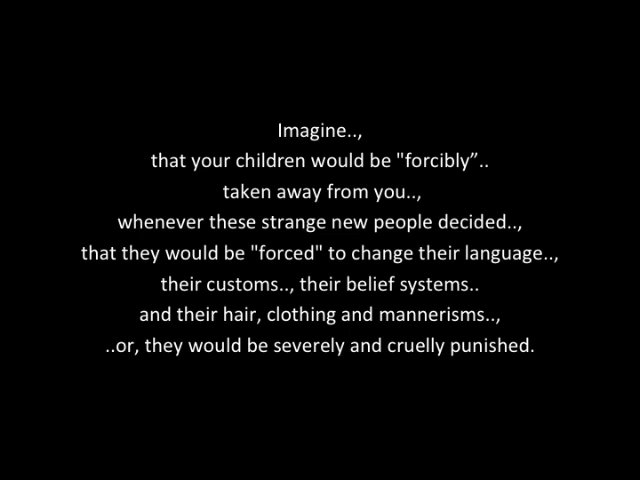 Imagine..,
that your children would be "forcibly”..
taken away from you..,
whenever these strange new people decided..,
that they would be "forced" to change their language..,
their customs.., their belief systems..
and their hair, clothing and mannerisms..,
..or, they would be severely and cruelly punished.